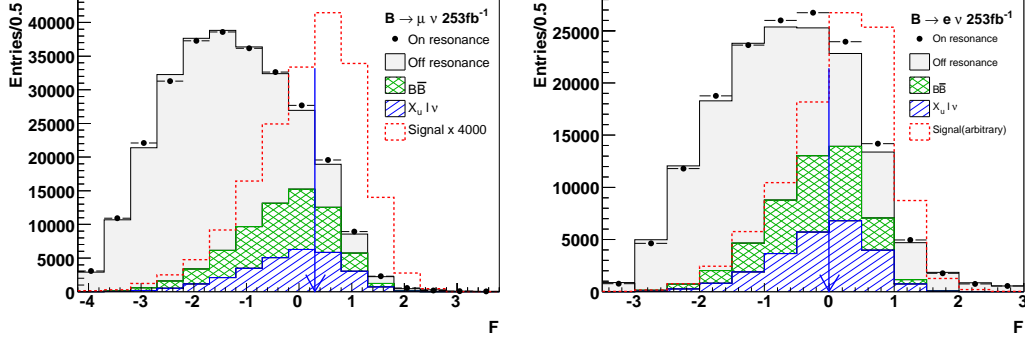 Entries/0.5
40000
35000
30000
25000
20000
15000
10000
5000
0
-4
-3
-2
-1
0
1
2
3
F
B → μ ν 253fb⁻¹
On resonance
Off resonance
BB̅
Xᵤ l ν
Signal x 4000
Entries/0.5
25000
20000
15000
10000
5000
0
-3
-2
-1
0
1
2
3
F
B → e ν 253fb⁻¹
On resonance
Off resonance
BB̅
Xᵤ l ν
Signal(arbitrary)